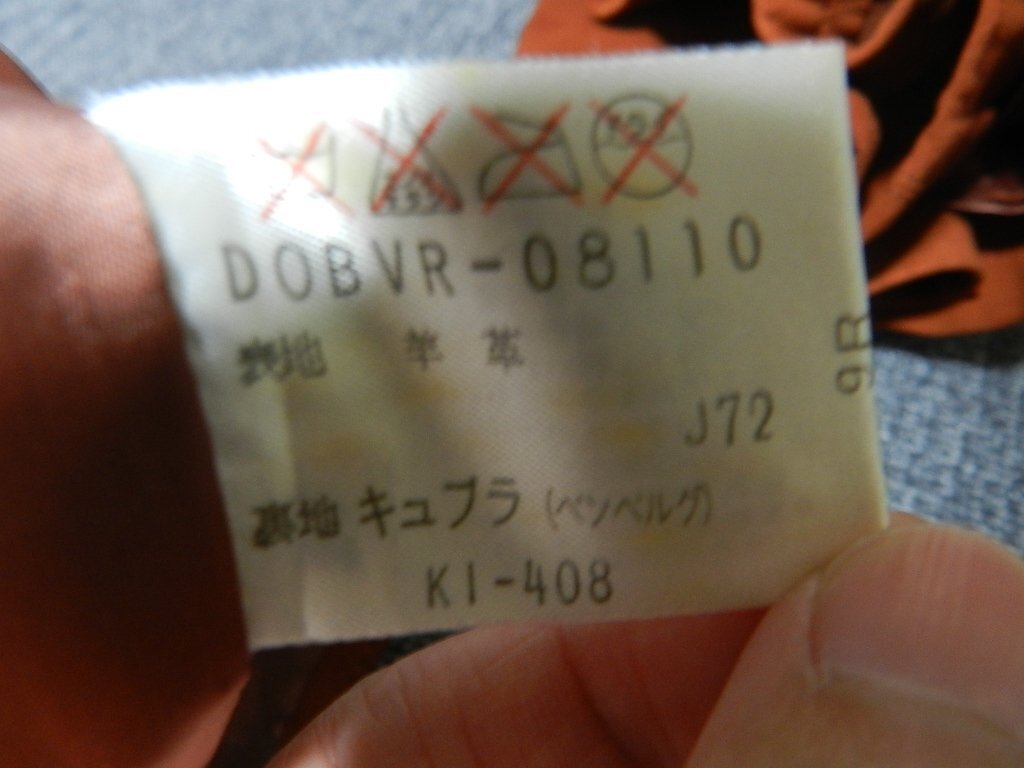 DOBVR-08110
表地 羊革
J72
裏地 キュプラ (ベンベルグ)
KI-408
9B